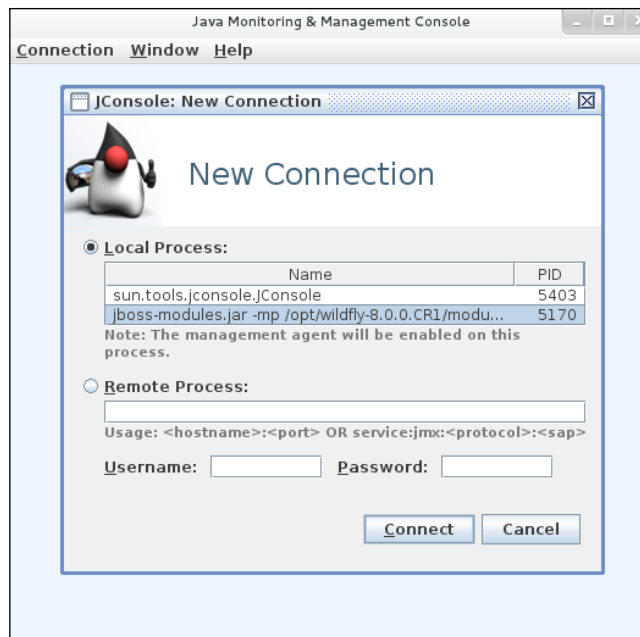 Java Monitoring & Management Console
Connection Window Help
JConsole: New Connection
New Connection
Local Process:
Name PID
sun.tools.jconsole.JConsole 5403
jboss-modules.jar -mp /opt/wildfly-8.0.0.CR1/modu... 5170
Note: The management agent will be enabled on this
process.
Remote Process:
Usage: <hostname>:<port> OR service:jmx:<protocol>:<sap>
Username: Password:
Connect Cancel